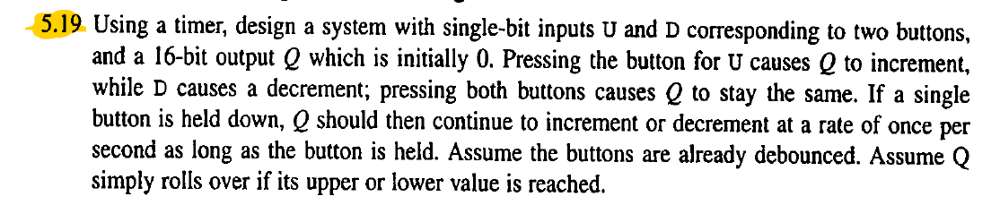 5.19 Using a timer, design a system with single-bit inputs U and D corresponding to two buttons,
and a 16-bit output Q which is initially 0. Pressing the button for U causes Q to increment,
while D causes a decrement; pressing both buttons causes Q to stay the same. If a single
button is held down, Q should then continue to increment or decrement at a rate of once per
second as long as the button is held. Assume the buttons are already debounced. Assume Q
simply rolls over if its upper or lower value is reached.